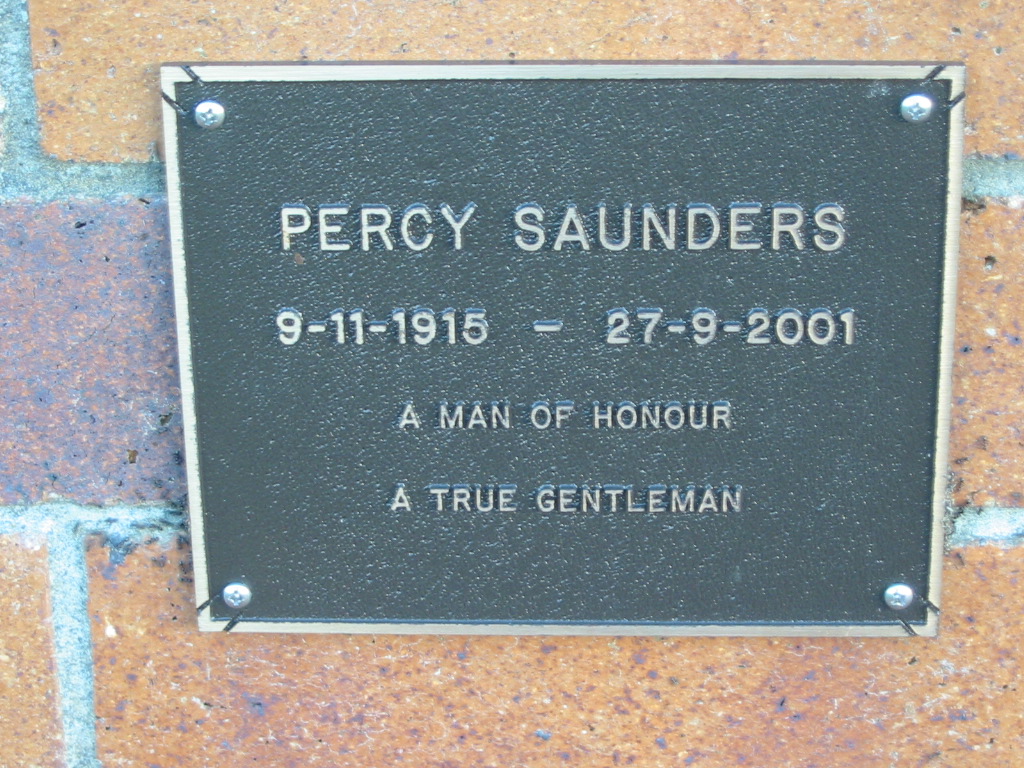 PERCY SAUNDERS
9-11-1915 - 27-9-2001
A MAN OF HONOUR
A TRUE GENTLEMAN